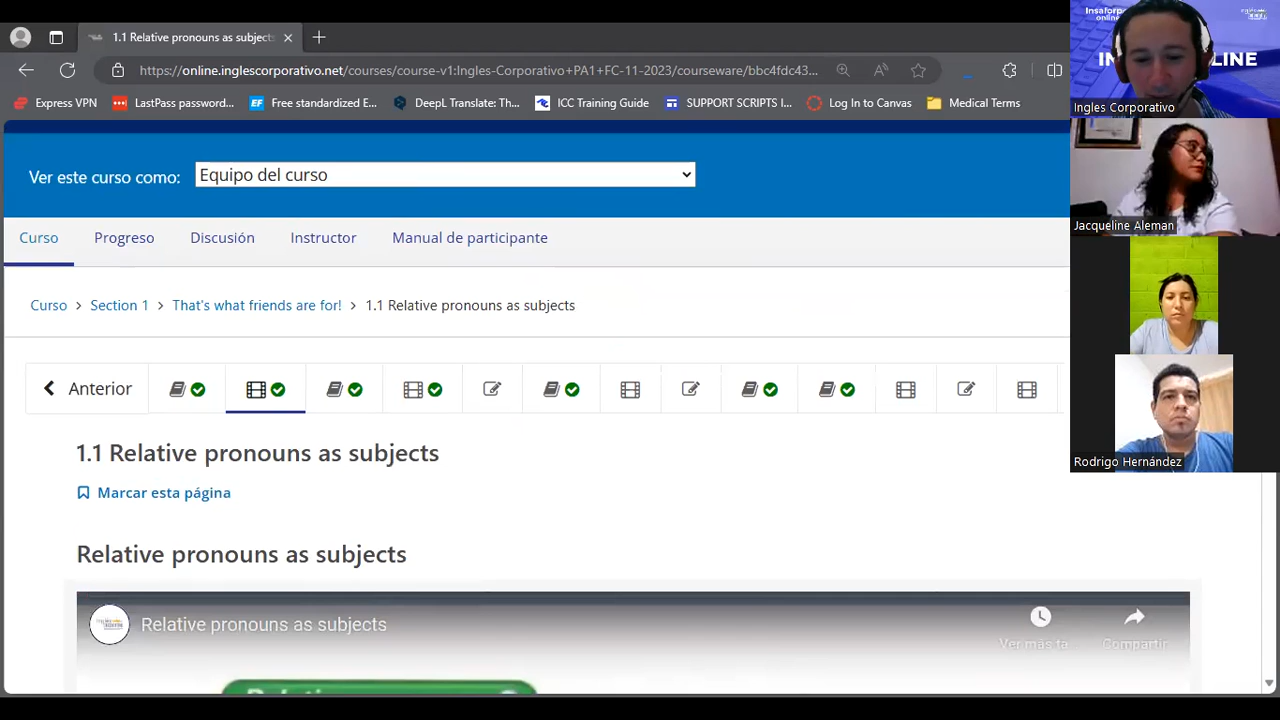 1.1 Relative pronouns as subjects
https://online.inglescorporativo.net/courses/course-v1:Ingles-Corporativo+PA1+FC-11-2023/courseware/bbc4fdc43...
Express VPN
LastPass password...
Free standardized E...
DeepL Translate: Th...
ICC Training Guide
SUPPORT SCRIPTS I...
Log In to Canvas
Medical Terms
Ver este curso como: Equipo del curso
Curso Progreso Discusión Instructor Manual de participante
Curso > Section 1 > That's what friends are for! > 1.1 Relative pronouns as subjects
Anterior
1.1 Relative pronouns as subjects
Marcar esta página
Relative pronouns as subjects
Relative pronouns as subjects
Ver más ta
Compartir
Ingles Corporativo
Jacqueline Aleman
Rodrigo Hernández